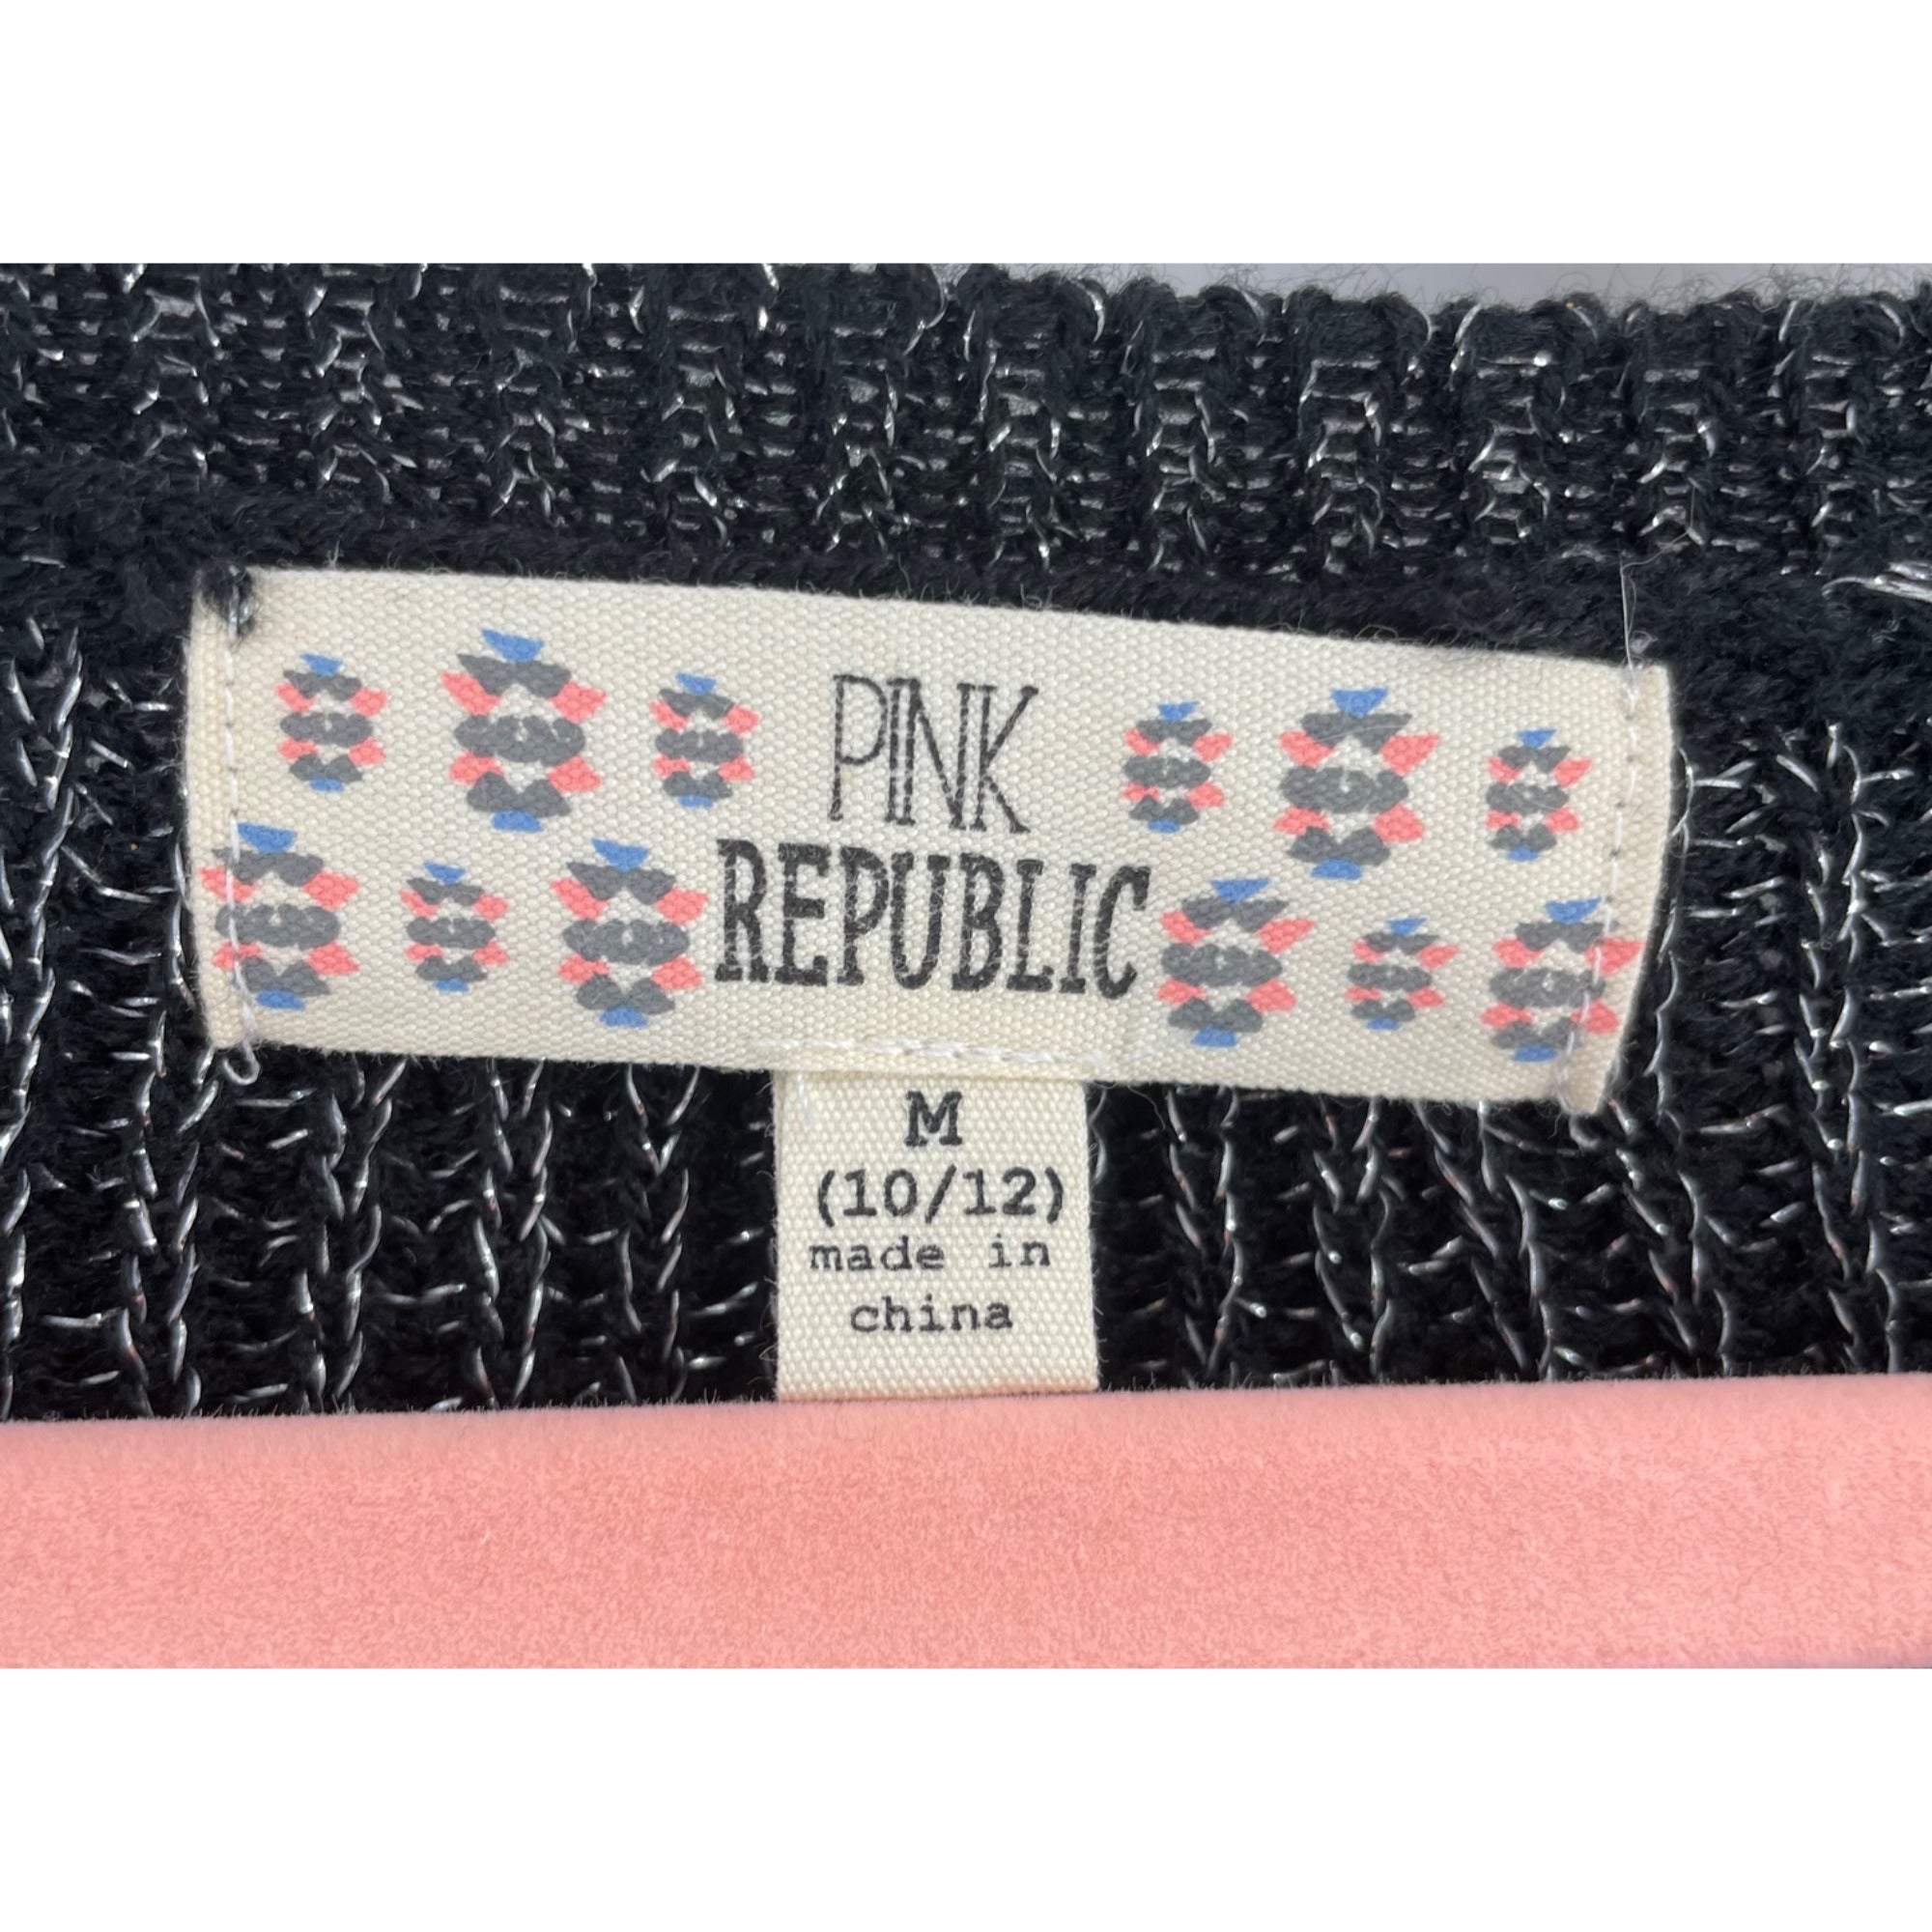 PINK
REPUBLIC
M
(10/12)
made in
china